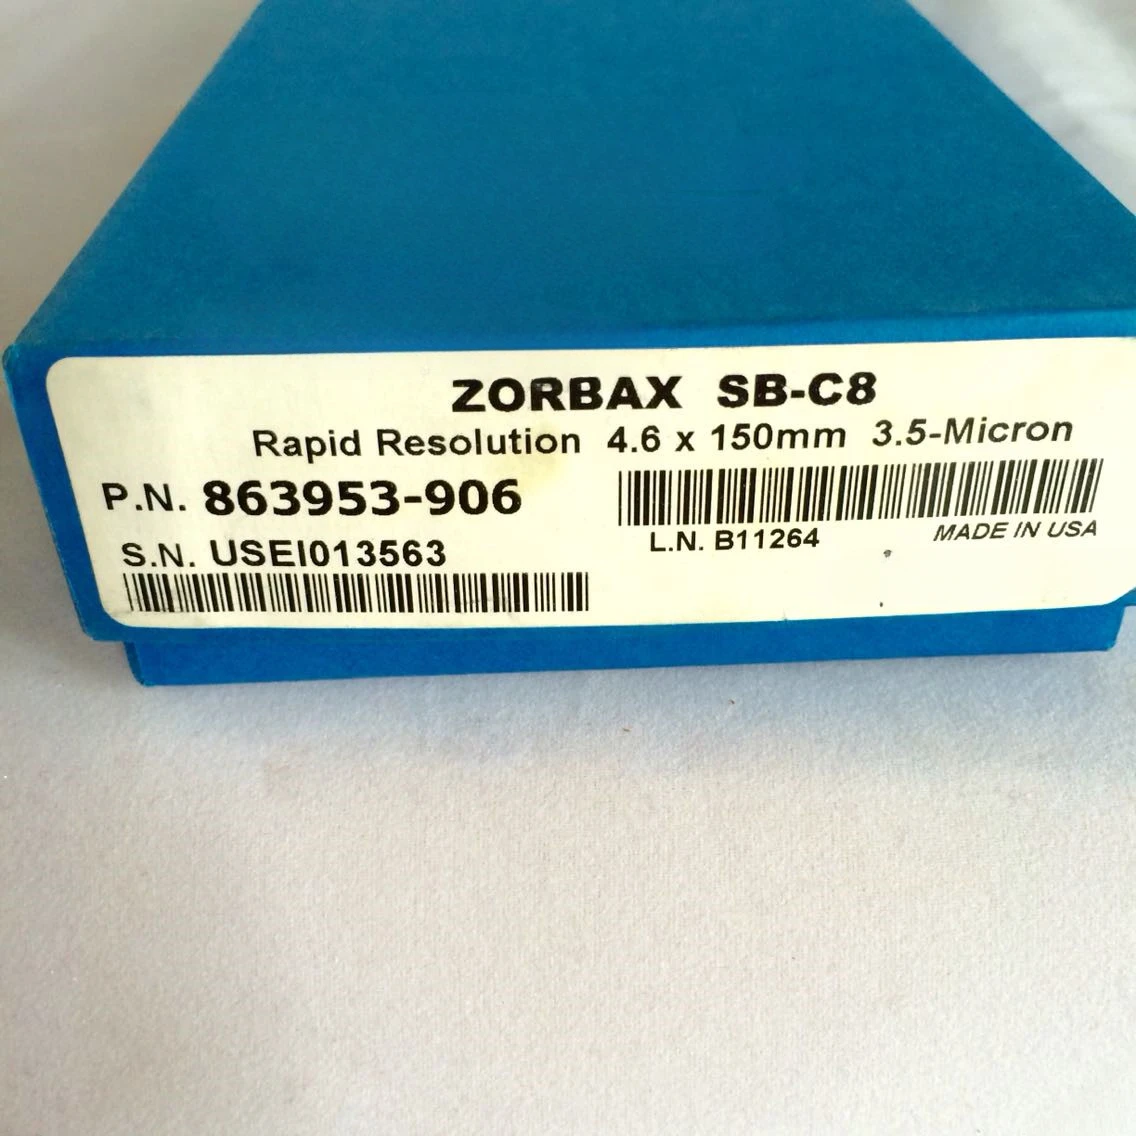 ZORBAX SB-C8
Rapid Resolution 4.6 x 150mm 3.5-Micron
P.N. 863953-906
L.N. B11264 MADE IN USA
S.N. USEI013563